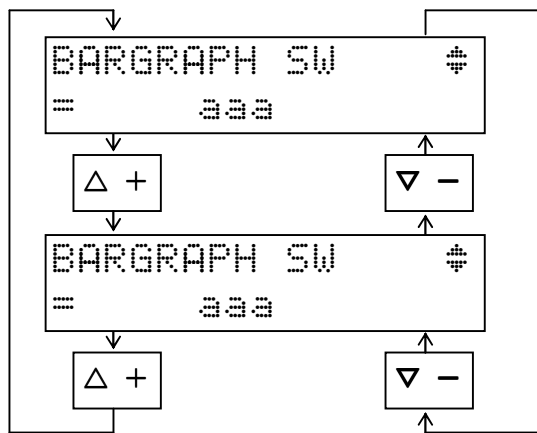 BARGRAPH SW
= aaa
△ +
▽ −
BARGRAPH SW
= aaa
△ +
▽ −